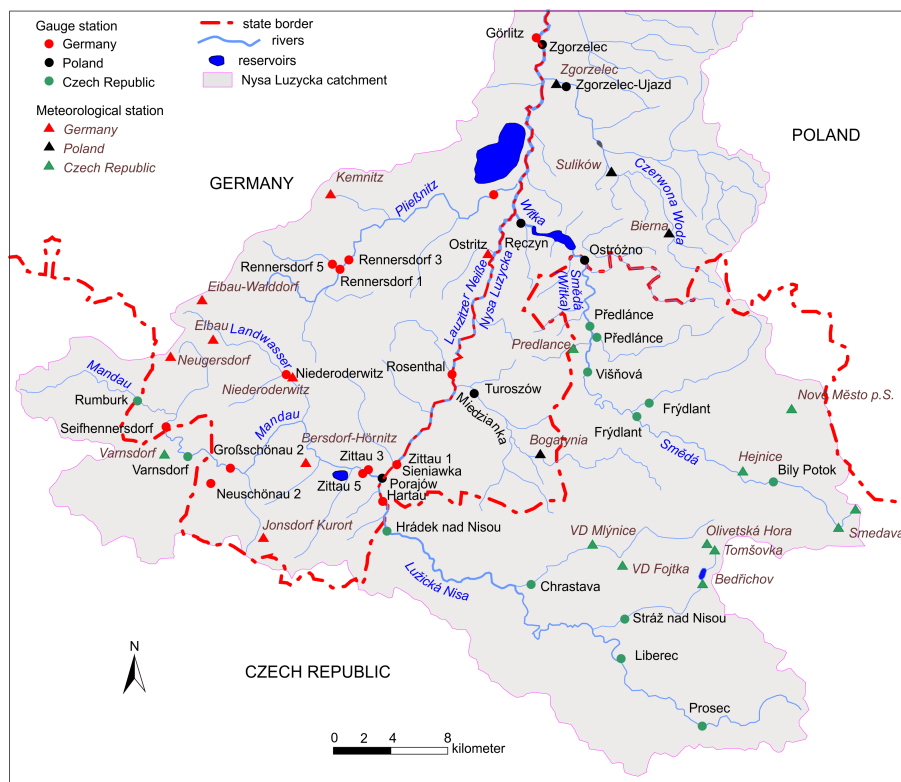 Gauge station
Germany
Poland
Czech Republic
Meteorological station
Germany
Poland
Czech Republic
state border
rivers
reservoirs
Nysa Luzycka catchment
Görlitz
Zgorzelec
Zgorzelec
Zgorzelec-Ujazd
POLAND
GERMANY
Kemnitz
Pließnitz
Sulików
Czerwona Woda
Bierna
Witka
Ręczyn
Ostróżno
Ostritz
Rennersdorf 3
Rennersdorf 5
Rennersdorf 1
Lauzitzer Neiße
Nysa Luzycka
Smědá
(Witka)
Eibau-Walddorf
Elbau
Landwasser
Neugersdorf
Niederoderwitz
Niederoderwitz
Mandau
Rumburk
Seifhennersdorf
Varnsdorf
Varnsdorf
Mandau
Großschönau 2
Neuschönau 2
Bersdorf-Hörnitz
Zittau 3
Zittau 5
Zittau 1
Sieniawka
Porajów
Hartau
Jonsdorf Kurort
Hrádek nad Nisou
Rosenthal
Turoszów
Miedzianka
Bogatynia
Předlánce
Předlánce
Predlance
Višňová
Frýdlant
Frýdlant
Smědá
Nové Město p.S.
Hejnice
Bily Potok
Smedava
VD Mlýnice
Olivetská Hora
Tomšovka
VD Fojtka
Bedřichov
Chrastava
Lužická Nisa
Stráž nad Nisou
Liberec
Prosec
CZECH REPUBLIC
N
0 2 4 8
kilometer